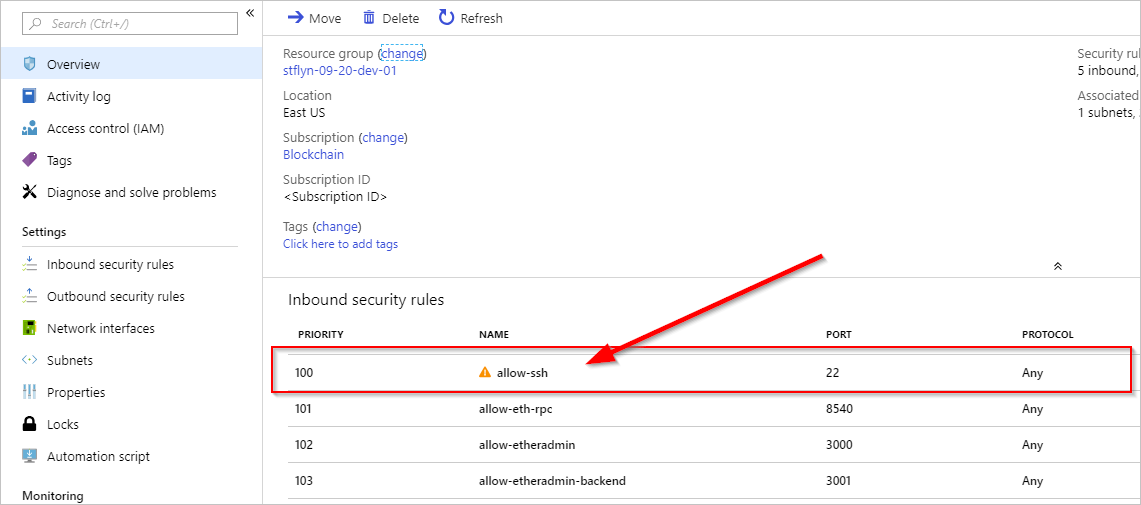 Search (Ctrl+/)
«
Overview
Activity log
Access control (IAM)
Tags
Diagnose and solve problems
Settings
Inbound security rules
Outbound security rules
Network interfaces
Subnets
Properties
Locks
Automation script
Monitoring
Move Delete Refresh
Resource group (change)
stflyn-09-20-dev-01
Location
East US
Subscription (change)
Blockchain
Subscription ID
<Subscription ID>
Tags (change)
Click here to add tags
Security ru
5 inbound,
Associated
1 subnets,
Inbound security rules
PRIORITY NAME PORT PROTOCOL
100 allow-ssh 22 Any
101 allow-eth-rpc 8540 Any
102 allow-etheradmin 3000 Any
103 allow-etheradmin-backend 3001 Any